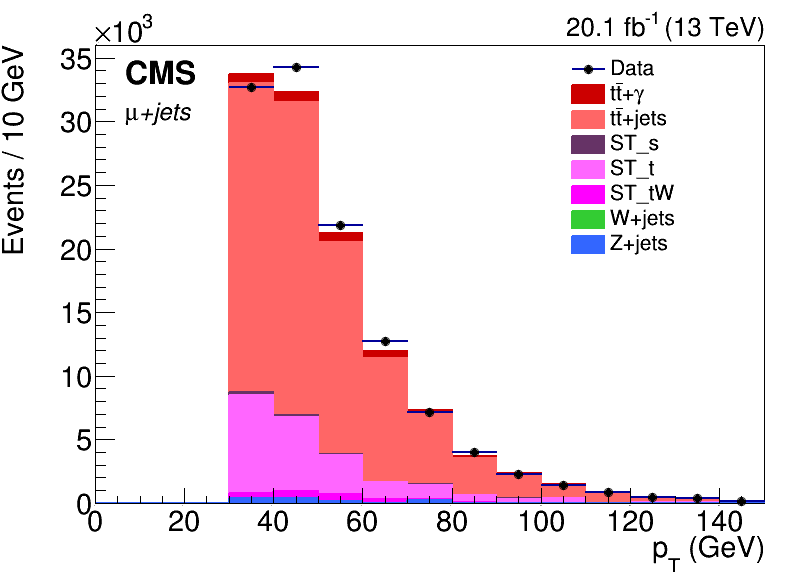 ×10³
20.1 fb⁻¹ (13 TeV)
CMS
μ+jets
Events / 10 GeV
35
30
25
20
15
10
5
0
Data
tt̄+γ
tt̄+jets
ST_s
ST_t
ST_tW
W+jets
Z+jets
0 20 40 60 80 100 120 140
p_T (GeV)